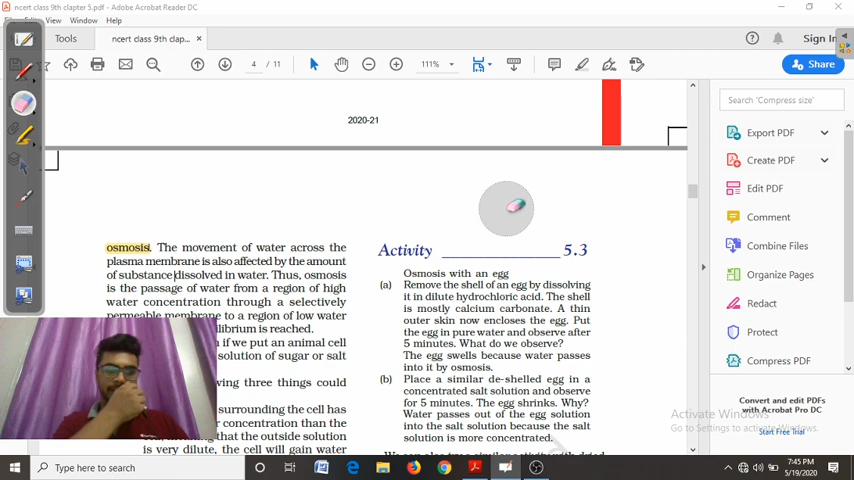 ncert class 9th chapter 5.pdf - Adobe Acrobat Reader DC
File Edit View Window Help
Tools
ncert class 9th clap... ×
Sign In
4 / 11
111%
Share
2020-21
osmosis. The movement of water across the
plasma membrane is also affected by the amount
of substance dissolved in water. Thus, osmosis
is the passage of water from a region of high
water concentration through a selectively
permeable membrane to a region of low water
ilibrium is reached.
if we put an animal cell
solution of sugar or salt
wing three things could
surrounding the cell has
r concentration than the
that the outside solution
is very dilute, the cell will gain water
Activity 5.3
Osmosis with an egg
(a) Remove the shell of an egg by dissolving
it in dilute hydrochloric acid. The shell
is mostly calcium carbonate. A thin
outer skin now encloses the egg. Put
the egg in pure water and observe after
5 minutes. What do we observe?
The egg swells because water passes
into it by osmosis.
(b) Place a similar de-shelled egg in a
concentrated salt solution and observe
for 5 minutes. The egg shrinks. Why?
Water passes out of the egg solution
into the salt solution because the salt
solution is more concentrated.
Search 'Compress size'
Export PDF
Create PDF
Edit PDF
Comment
Combine Files
Organize Pages
Redact
Protect
Compress PDF
Convert and edit PDFs
with Acrobat Pro DC
Start Free Trial
Activate Windows
Go to Settings to activate Windows.
Type here to search
7:45 PM
5/19/2020